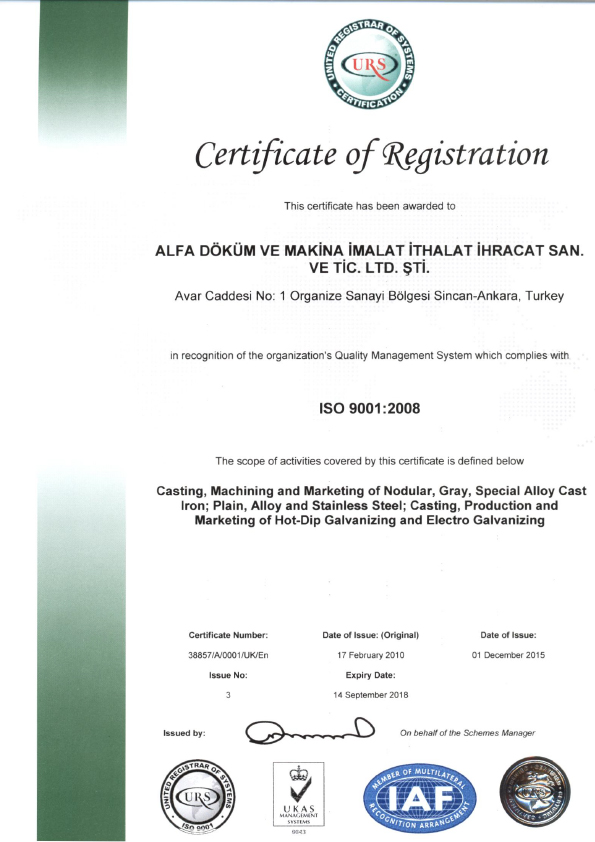 UNITED REGISTRAR OF SYSTEMS
URS
CERTIFICATION
Certificate of Registration
This certificate has been awarded to
ALFA DÖKÜM VE MAKİNA İMALAT İTHALAT İHRACAT SAN.
VE TİC. LTD. ŞTİ.
Avar Caddesi No: 1 Organize Sanayi Bölgesi Sincan-Ankara, Turkey
in recognition of the organization's Quality Management System which complies with
ISO 9001:2008
The scope of activities covered by this certificate is defined below
Casting, Machining and Marketing of Nodular, Gray, Special Alloy Cast
Iron; Plain, Alloy and Stainless Steel; Casting, Production and
Marketing of Hot-Dip Galvanizing and Electro Galvanizing
Certificate Number: Date of Issue: (Original) Date of Issue:
38857/A/0001/UK/En 17 February 2010 01 December 2015
Issue No: Expiry Date:
3 14 September 2018
Issued by: On behalf of the Schemes Manager
UNITED REGISTRAR OF SYSTEMS
URS
ISO 9001
UKAS
MANAGEMENT
SYSTEMS
0043
MEMBER OF MULTILATERAL
IAF
RECOGNITION ARRANGEMENT
URS